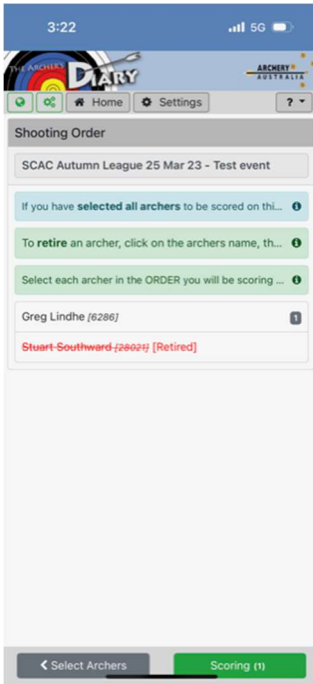 3:22
5G
THE ARCHER'S
DIARY
ARCHERY
AUSTRALIA
Home
Settings
?
Shooting Order
SCAC Autumn League 25 Mar 23 - Test event
If you have selected all archers to be scored on thi...
To retire an archer, click on the archers name, th...
Select each archer in the ORDER you will be scoring ...
Greg Lindhe [6286]
1
Stuart Southward [28021] [Retired]
Select Archers
Scoring (1)